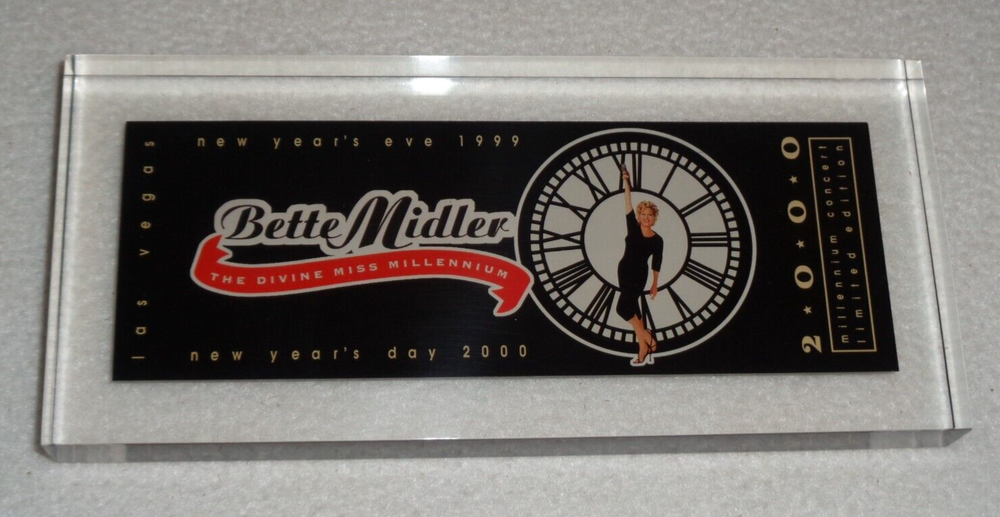 las vegas
new year's eve 1999
Bette Midler
THE DIVINE MISS MILLENNIUM
new year's day 2000
2★0★0★0
millennium concert
limited edition